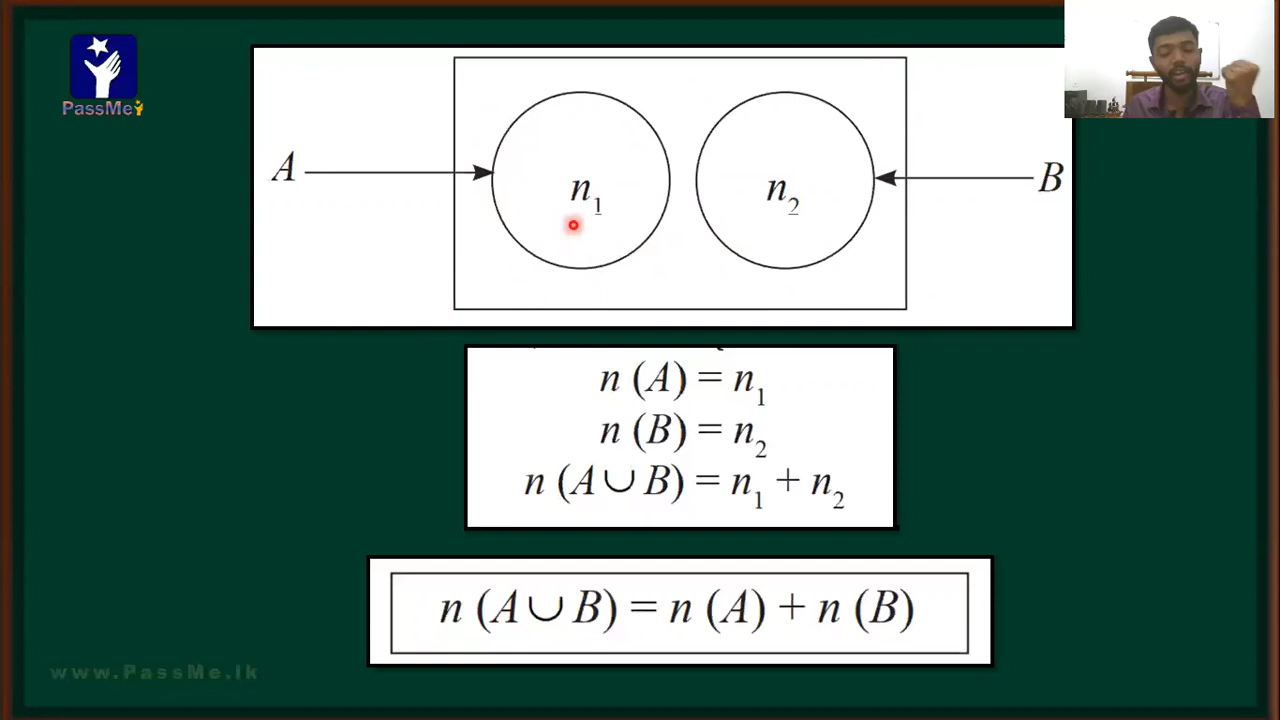 PassMe
A
n₁
n₂
B
n (A) = n₁
n (B) = n₂
n (A∪B) = n₁ + n₂
n (A∪B) = n (A) + n (B)
www.PassMe.lk